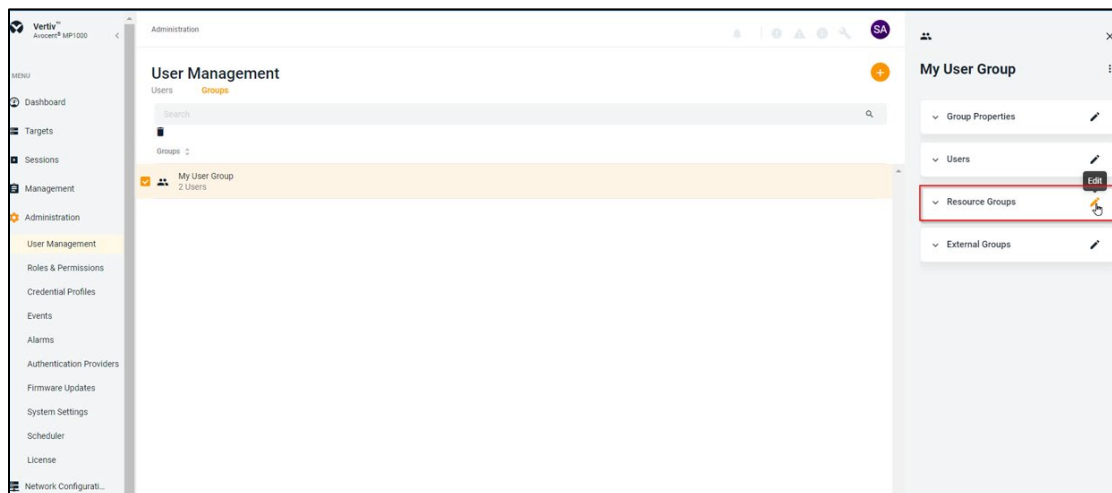 Vertiv™
Avocent® MP1000
MENU
Dashboard
Targets
Sessions
Management
Administration
User Management
Roles & Permissions
Credential Profiles
Events
Alarms
Authentication Providers
Firmware Updates
System Settings
Scheduler
License
Network Configurati...
Administration
SA
User Management
Users Groups
Search
Groups
My User Group
2 Users
My User Group
Group Properties
Users
Edit
Resource Groups
External Groups